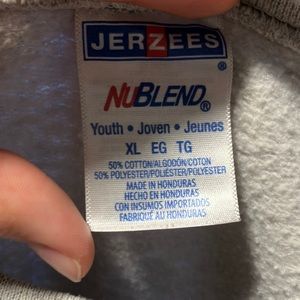 JERZEES
®
NUBLEND®
Youth • Joven • Jeunes
XL EG TG
50% COTTON/ALGODÓN/COTON
50% POLYESTER/POLIÉSTER/POLYESTER
MADE IN HONDURAS
HECHO EN HONDURAS
CON INSUMOS IMPORTADOS
FABRIQUÉ AU HONDURAS